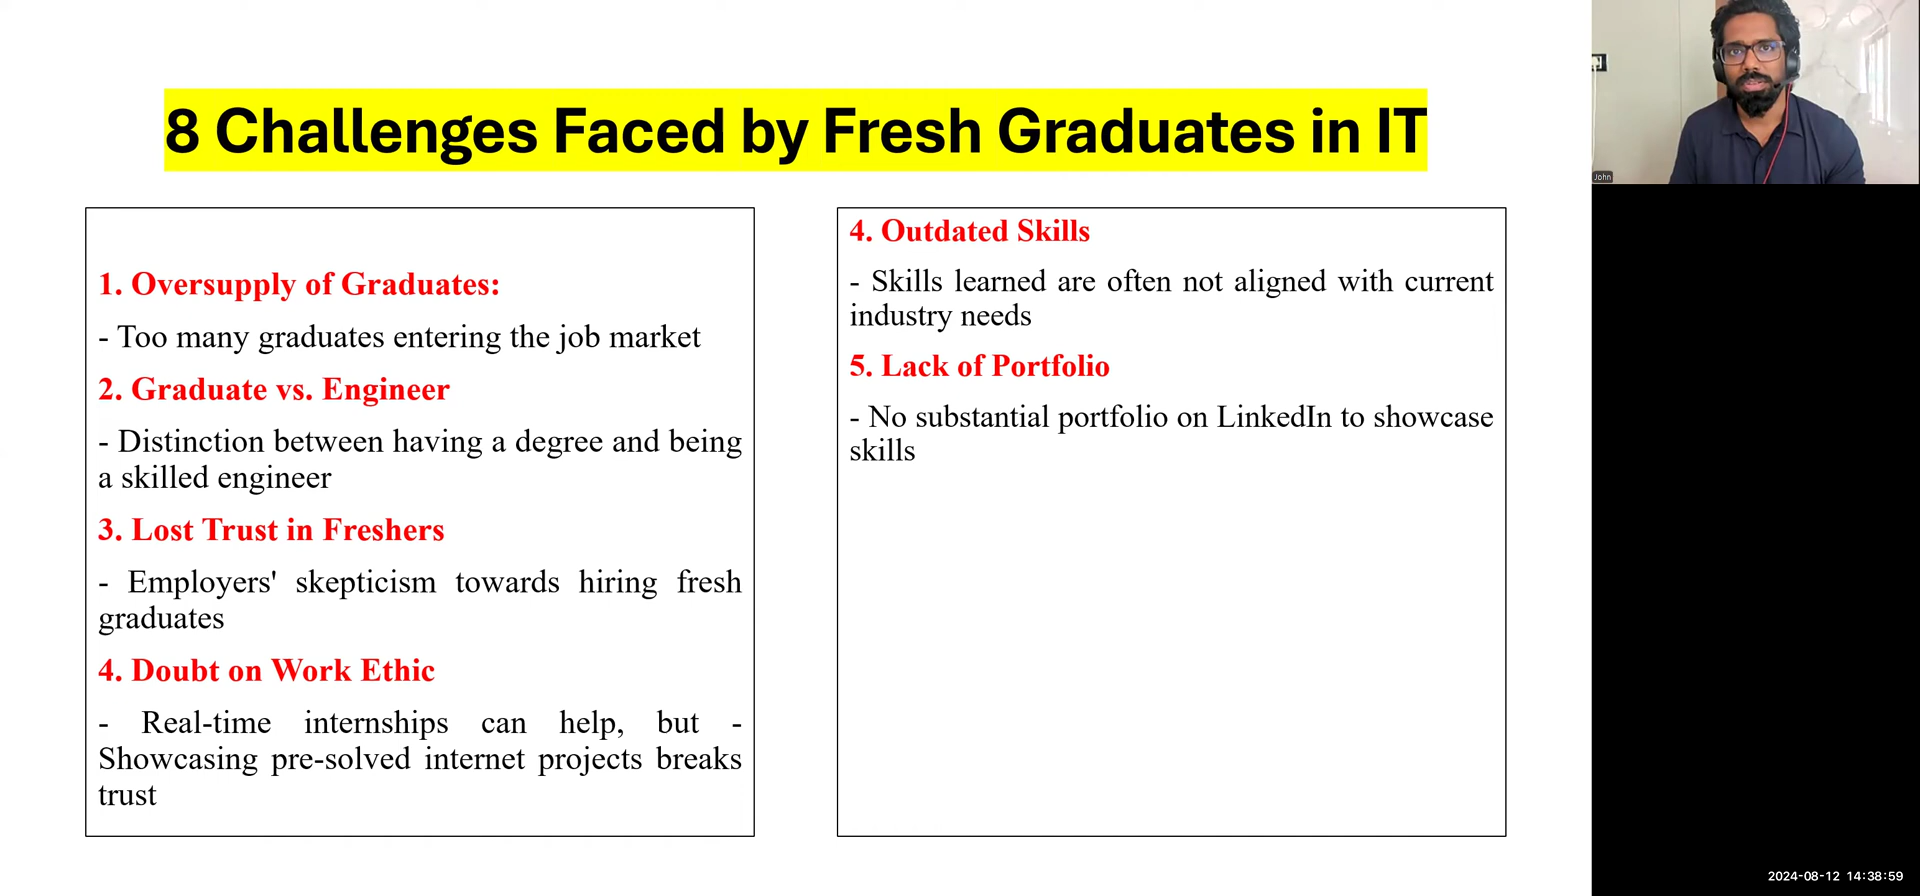 8 Challenges Faced by Fresh Graduates in IT
1. Oversupply of Graduates:
- Too many graduates entering the job market
2. Graduate vs. Engineer
- Distinction between having a degree and being
a skilled engineer
3. Lost Trust in Freshers
- Employers' skepticism towards hiring fresh
graduates
4. Doubt on Work Ethic
- Real-time internships can help, but -
Showcasing pre-solved internet projects breaks
trust
4. Outdated Skills
- Skills learned are often not aligned with current
industry needs
5. Lack of Portfolio
- No substantial portfolio on LinkedIn to showcase
skills
John
2024-08-12 14:38:59